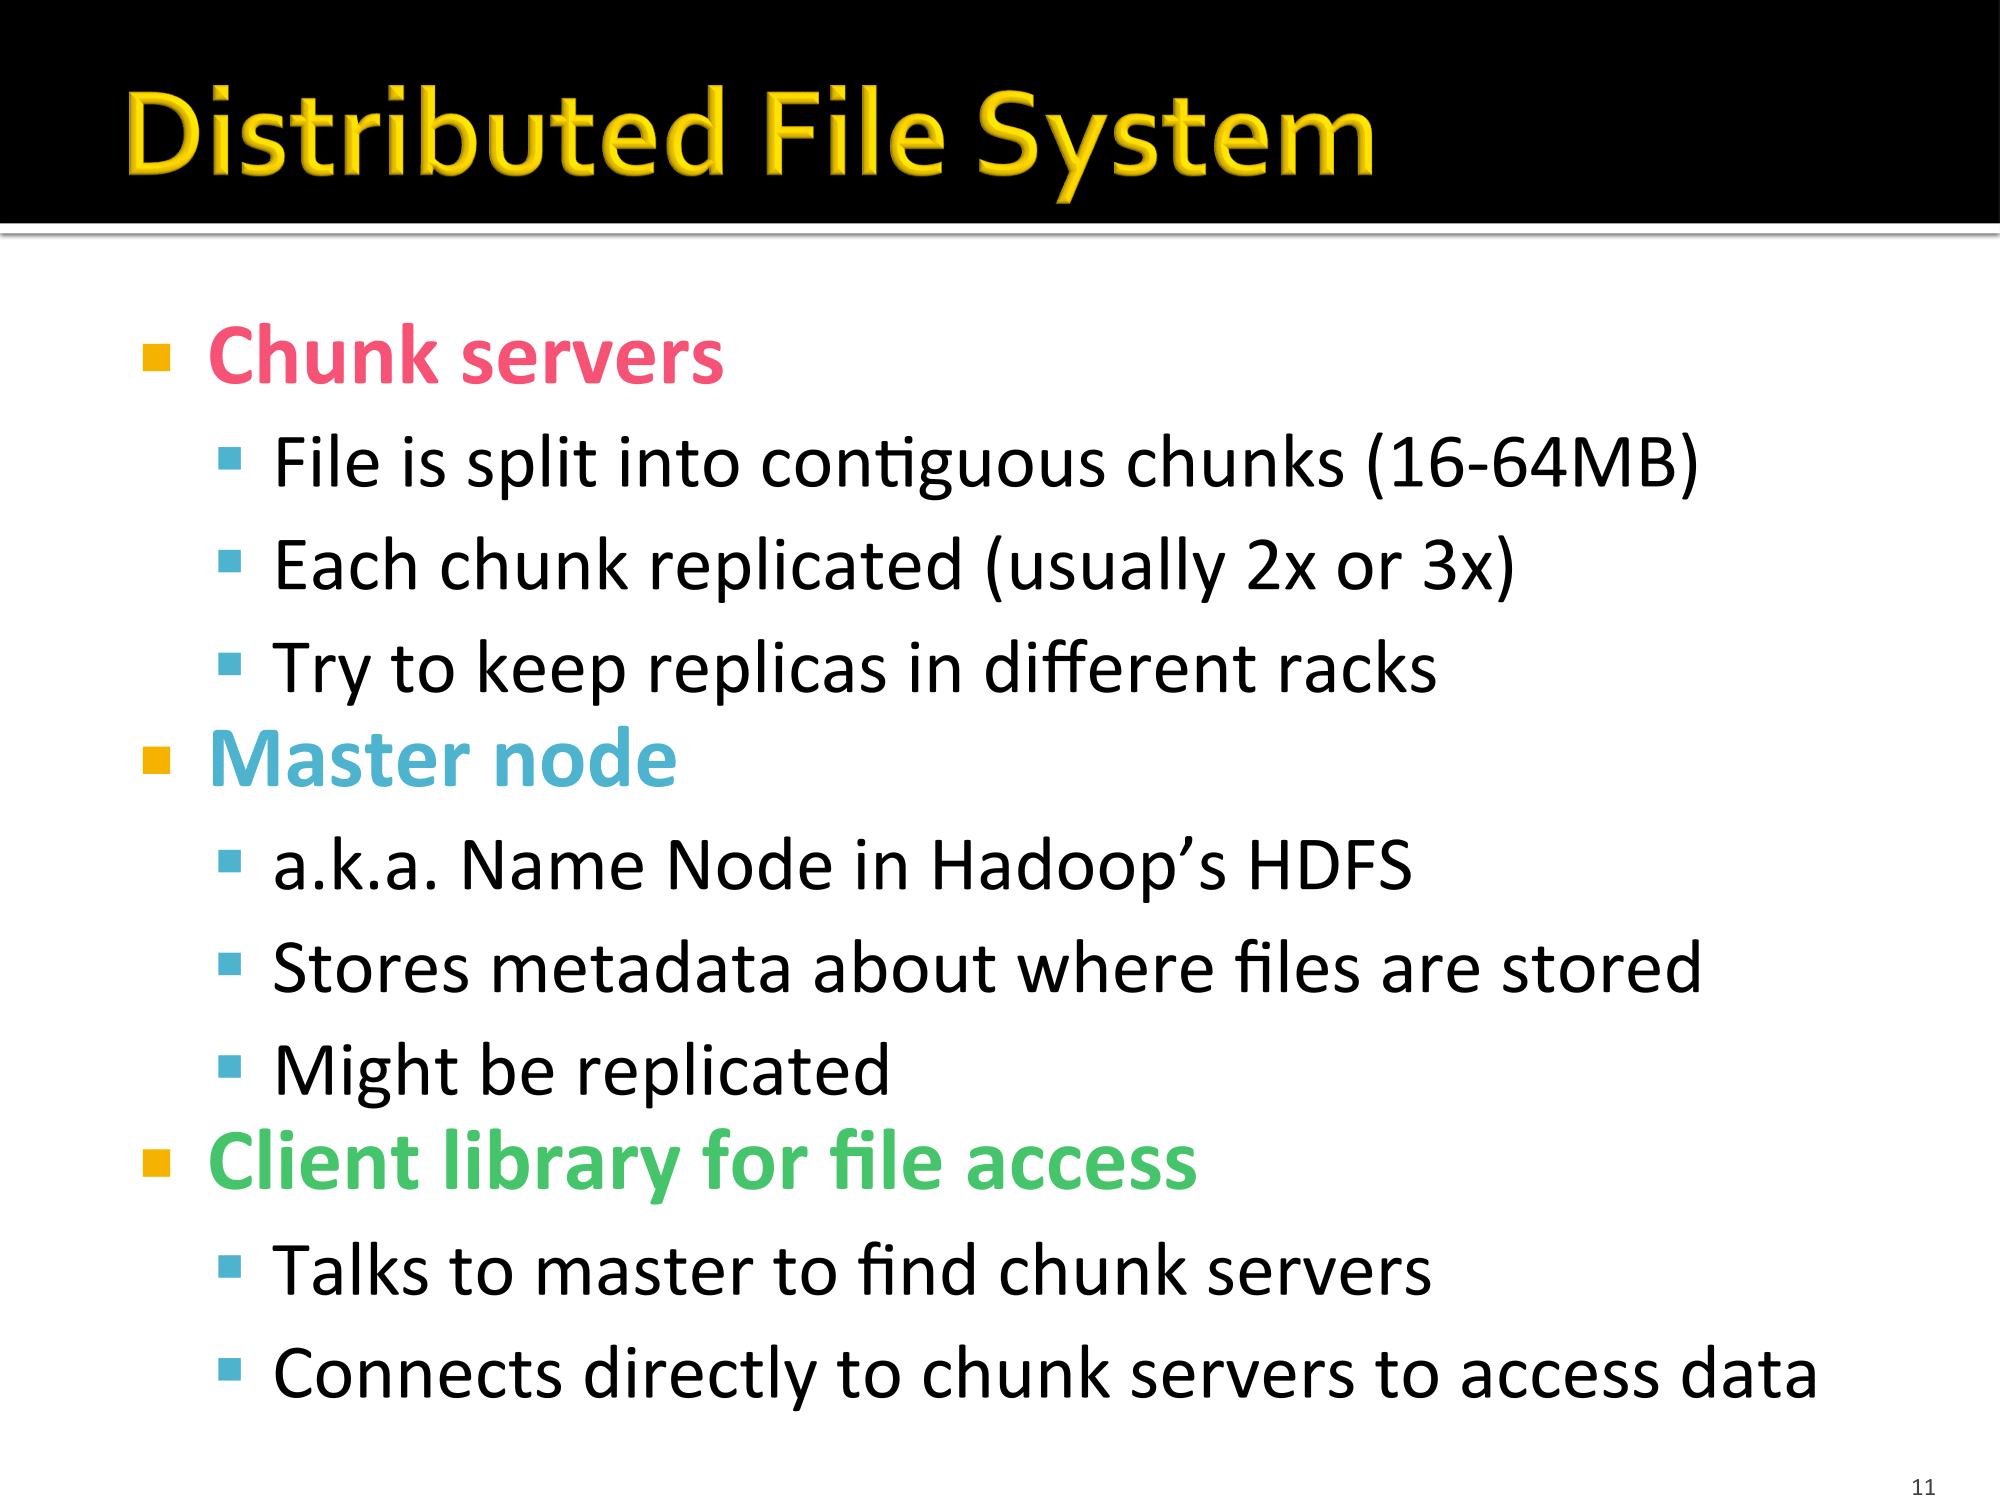 Distributed File System
Chunk servers
File is split into contiguous chunks (16-64MB)
Each chunk replicated (usually 2x or 3x)
Try to keep replicas in different racks
Master node
a.k.a. Name Node in Hadoop’s HDFS
Stores metadata about where files are stored
Might be replicated
Client library for file access
Talks to master to find chunk servers
Connects directly to chunk servers to access data
11